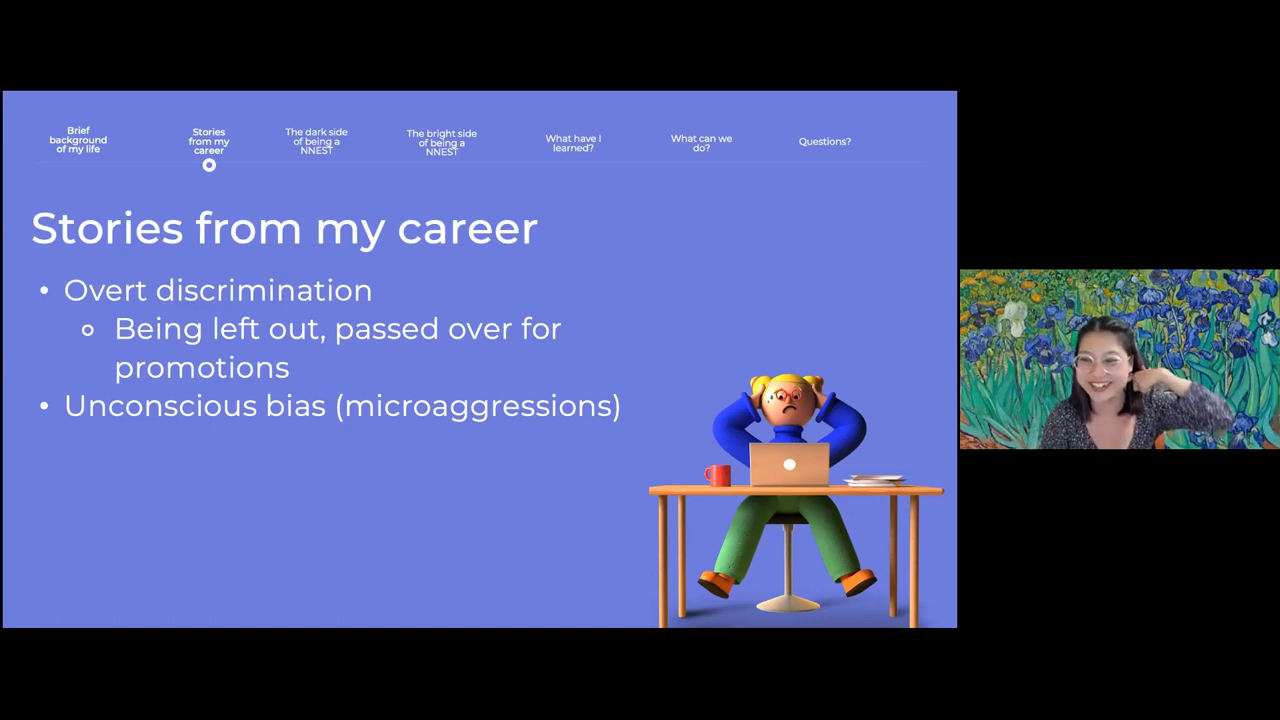 Brief
background
of my life
Stories
from my
career
The dark side
of being a
NNEST
The bright side
of being a
NNEST
What have I
learned?
What can we
do?
Questions?
Stories from my career
• Overt discrimination
○ Being left out, passed over for
promotions
• Unconscious bias (microaggressions)